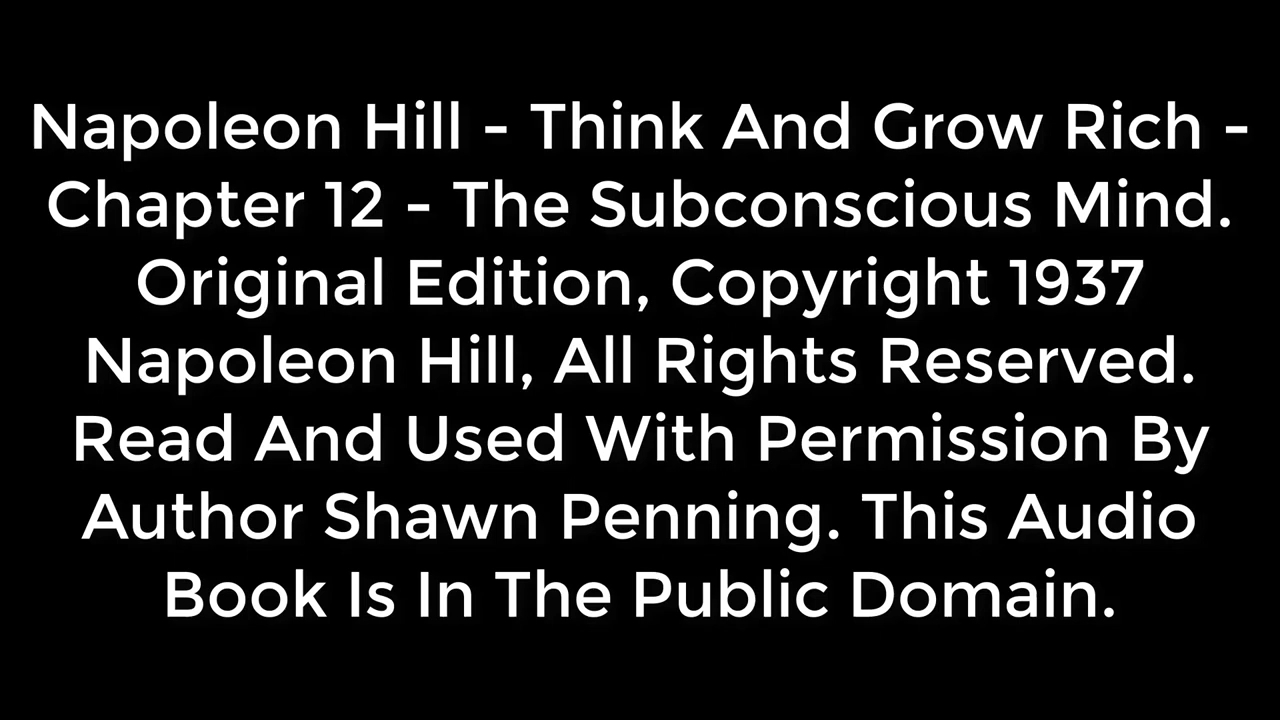 Napoleon Hill - Think And Grow Rich -
Chapter 12 - The Subconscious Mind.
Original Edition, Copyright 1937
Napoleon Hill, All Rights Reserved.
Read And Used With Permission By
Author Shawn Penning. This Audio
Book Is In The Public Domain.